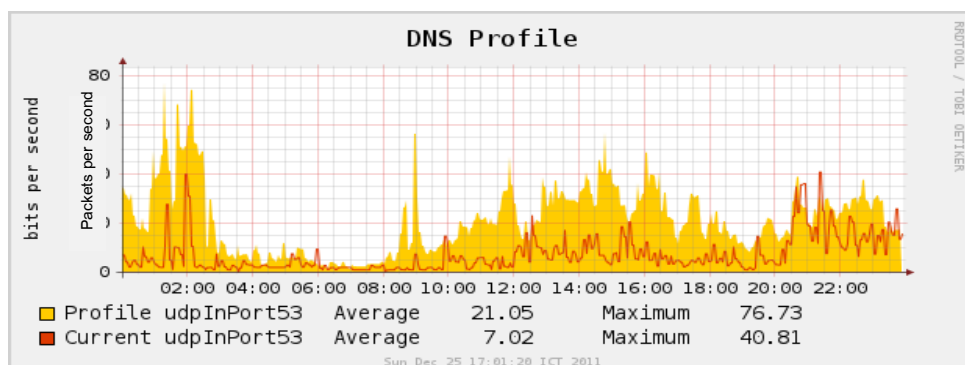 DNS Profile
RRDTOOL / TOBI OETIKER
bits per second
Packets per second
80
0
02:00 04:00 06:00 08:00 10:00 12:00 14:00 16:00 18:00 20:00 22:00
Profile udpInPort53 Average 21.05 Maximum 76.73
Current udpInPort53 Average 7.02 Maximum 40.81
Sun Dec 25 17:01:20 ICT 2011